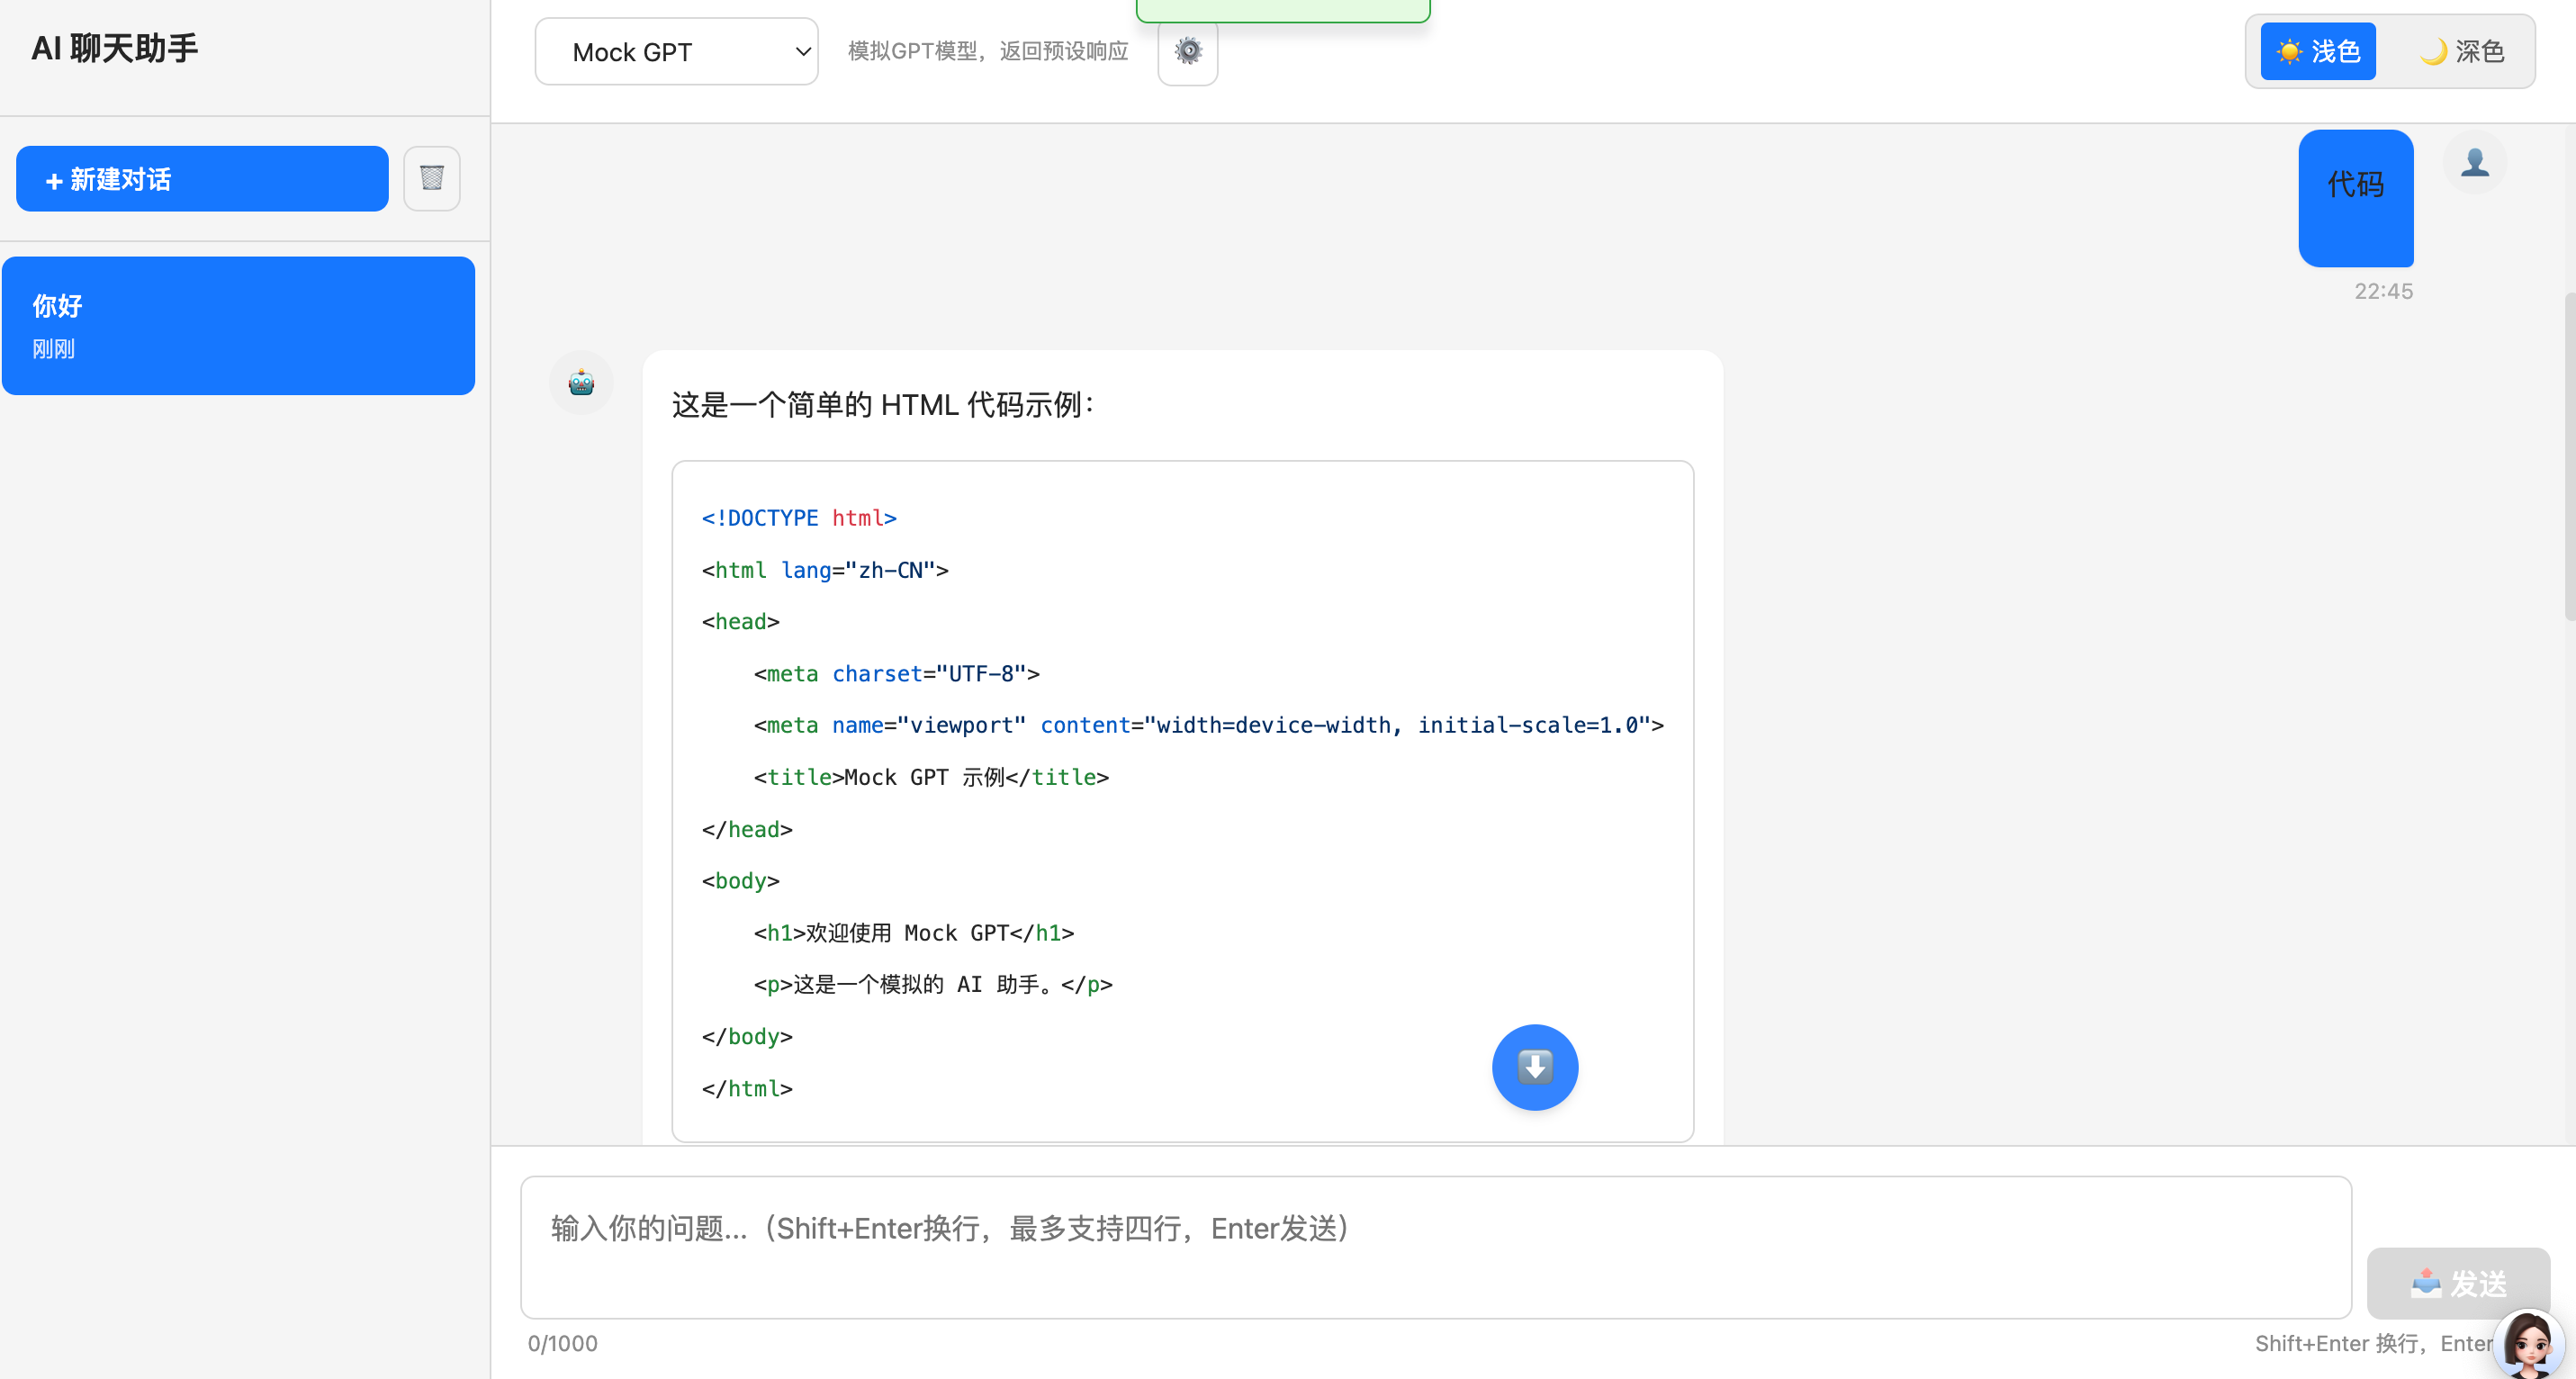 AI 聊天助手
Mock GPT
模拟GPT模型，返回预设响应
浅色
深色
+ 新建对话
你好
刚刚
代码
22:45
这是一个简单的 HTML 代码示例：
<!DOCTYPE html>
<html lang="zh-CN">
<head>
    <meta charset="UTF-8">
    <meta name="viewport" content="width=device-width, initial-scale=1.0">
    <title>Mock GPT 示例</title>
</head>
<body>
    <h1>欢迎使用 Mock GPT</h1>
    <p>这是一个模拟的 AI 助手。</p>
</body>
</html>
输入你的问题...（Shift+Enter换行，最多支持四行，Enter发送）
发送
0/1000
Shift+Enter 换行，Enter